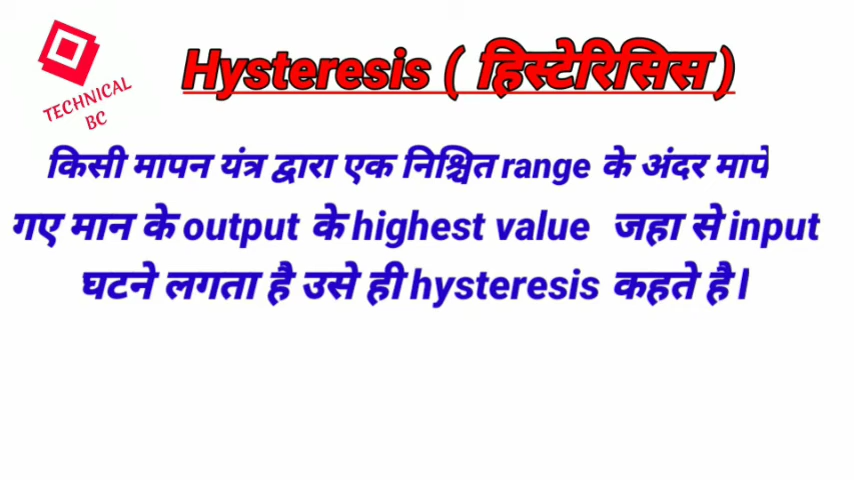 TECHNICAL
BC
Hysteresis ( हिस्टेरिसिस )
किसी मापन यंत्र द्वारा एक निश्चित range के अंदर मापे
गए मान के output के highest value जहा से input
घटने लगता है उसे ही hysteresis कहते है l